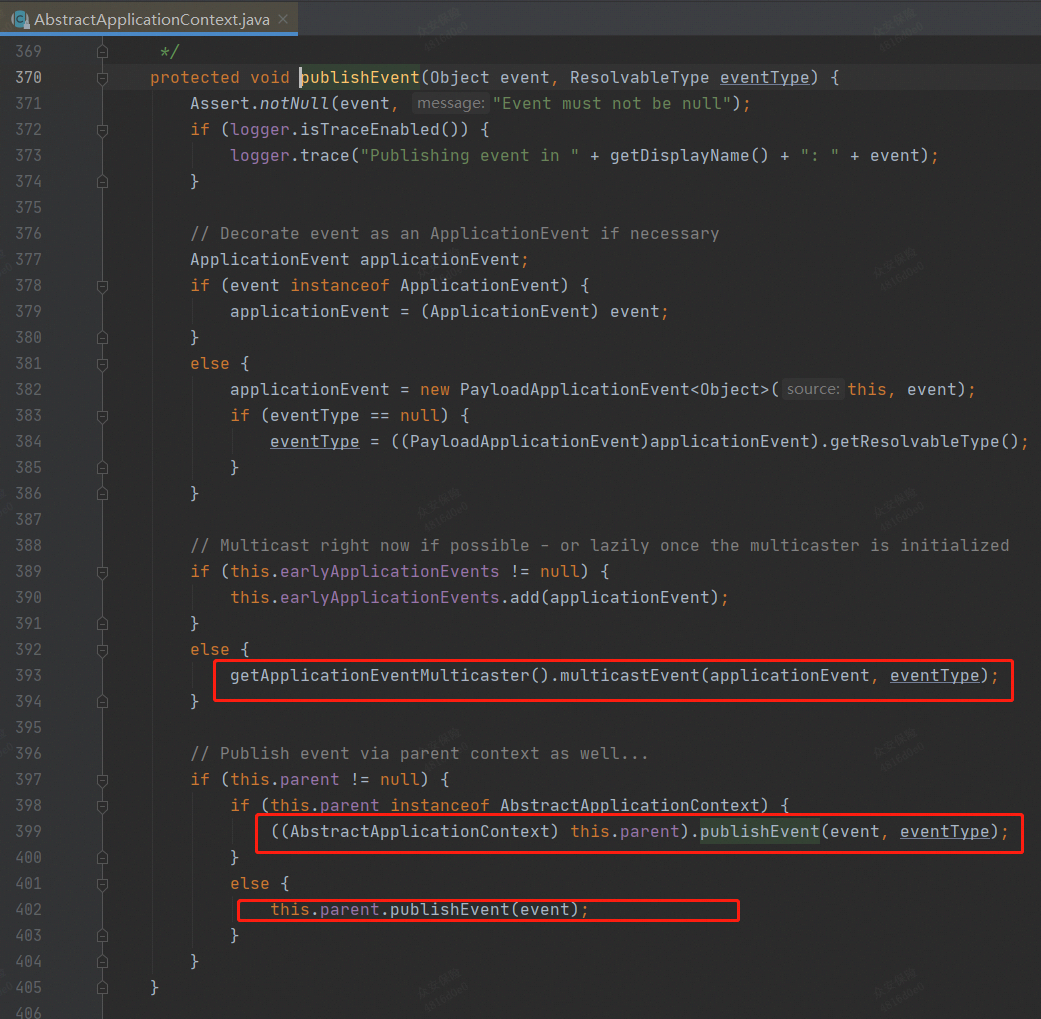 AbstractApplicationContext.java
369 */
370 protected void publishEvent(Object event, ResolvableType eventType) {
371 Assert.notNull(event, message: "Event must not be null");
372 if (logger.isTraceEnabled()) {
373 logger.trace("Publishing event in " + getDisplayName() + ": " + event);
374 }
375
376 // Decorate event as an ApplicationEvent if necessary
377 ApplicationEvent applicationEvent;
378 if (event instanceof ApplicationEvent) {
379 applicationEvent = (ApplicationEvent) event;
380 }
381 else {
382 applicationEvent = new PayloadApplicationEvent<Object>( source: this, event);
383 if (eventType == null) {
384 eventType = ((PayloadApplicationEvent)applicationEvent).getResolvableType();
385 }
386 }
387
388 // Multicast right now if possible - or lazily once the multicaster is initialized
389 if (this.earlyApplicationEvents != null) {
390 this.earlyApplicationEvents.add(applicationEvent);
391 }
392 else {
393 getApplicationEventMulticaster().multicastEvent(applicationEvent, eventType);
394 }
395
396 // Publish event via parent context as well...
397 if (this.parent != null) {
398 if (this.parent instanceof AbstractApplicationContext) {
399 ((AbstractApplicationContext) this.parent).publishEvent(event, eventType);
400 }
401 else {
402 this.parent.publishEvent(event);
403 }
404 }
405 }
406